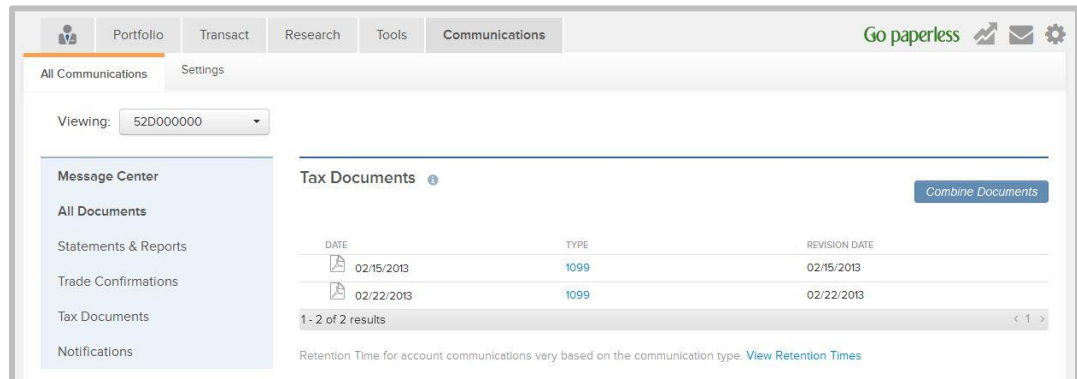 Portfolio Transact Research Tools Communications Go paperless
All Communications Settings
Viewing: 52D000000
Message Center
All Documents
Statements & Reports
Trade Confirmations
Tax Documents
Notifications
Tax Documents
Combine Documents
DATE TYPE REVISION DATE
02/15/2013 1099 02/15/2013
02/22/2013 1099 02/22/2013
1 - 2 of 2 results < 1 >
Retention Time for account communications vary based on the communication type. View Retention Times